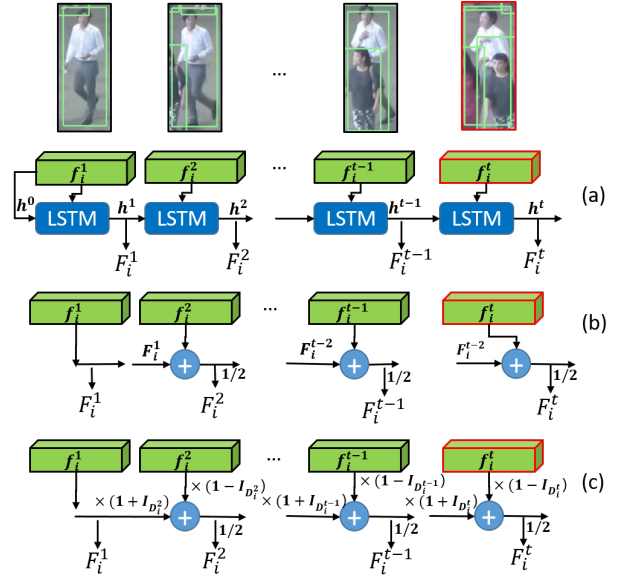 ...
f_i^1 f_i^2 ... f_i^{t-1} f_i^t
h^0 LSTM h^1 LSTM h^2 LSTM h^{t-1} LSTM h^t (a)
F_i^1 F_i^2 F_i^{t-1} F_i^t
f_i^1 f_i^2 ... f_i^{t-1} f_i^t (b)
F_i^1 + 1/2 F_i^{t-2} + 1/2 F_i^{t-2} + 1/2
F_i^1 F_i^2 F_i^{t-1} F_i^t
f_i^1 f_i^2 ... f_i^{t-1} f_i^t (c)
×(1 − I_{D_i^2}) ×(1 − I_{D_i^{t-1}}) ×(1 − I_{D_i^t})
×(1 + I_{D_i^2}) ×(1 + I_{D_i^{t-1}}) ×(1 + I_{D_i^t})
+ 1/2 + 1/2 + 1/2
F_i^1 F_i^2 F_i^{t-1} F_i^t